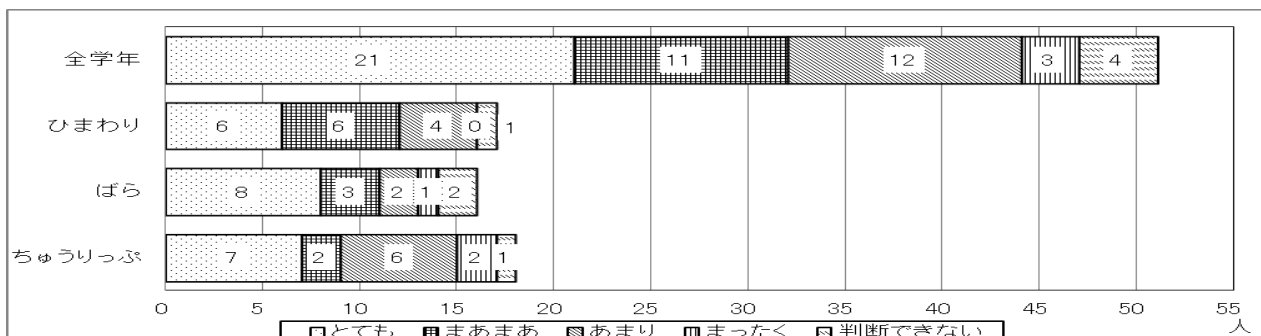 全学年 21 11 12 3 4
ひまわり 6 6 4 0 1
ばら 8 3 2 1 2
ちゅうりっぷ 7 2 6 2 1
0 5 10 15 20 25 30 35 40 45 50 55
人
とても まあまあ あまり まったく 判断できない